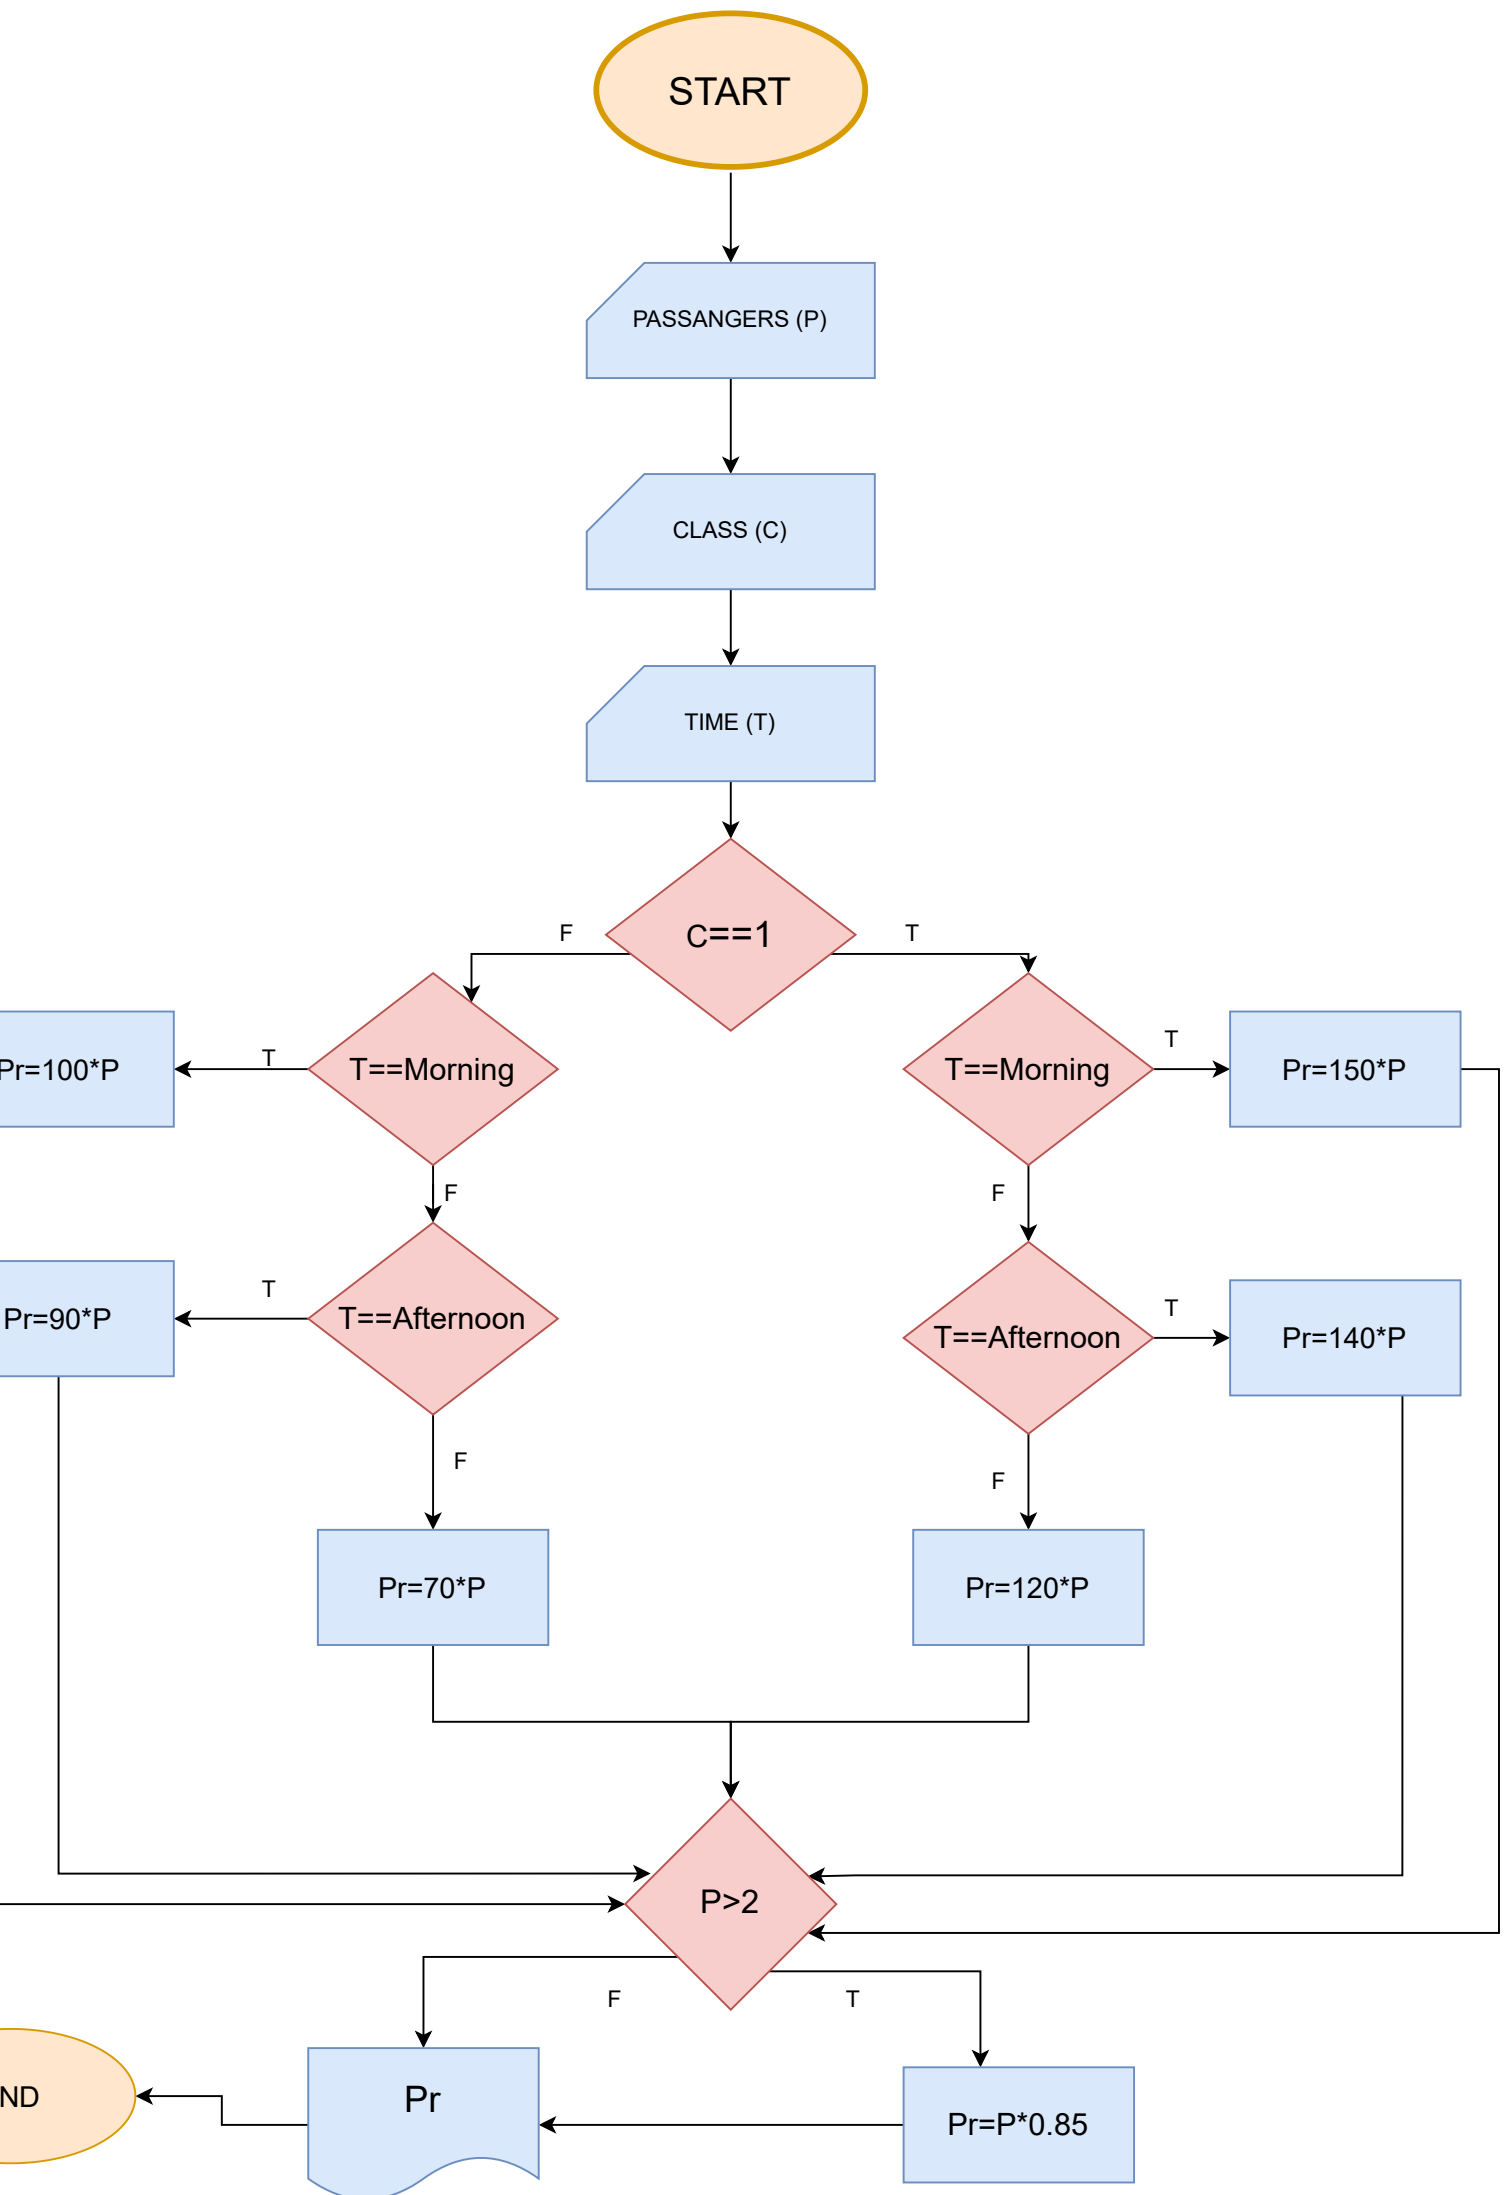 START
PASSANGERS (P)
CLASS (C)
TIME (T)
C==1
F
T
T==Morning
T
Pr=100*P
T==Morning
T
Pr=150*P
F
F
T==Afternoon
T
Pr=90*P
T==Afternoon
T
Pr=140*P
F
F
Pr=70*P
Pr=120*P
P>2
F
T
Pr
Pr=P*0.85
ND